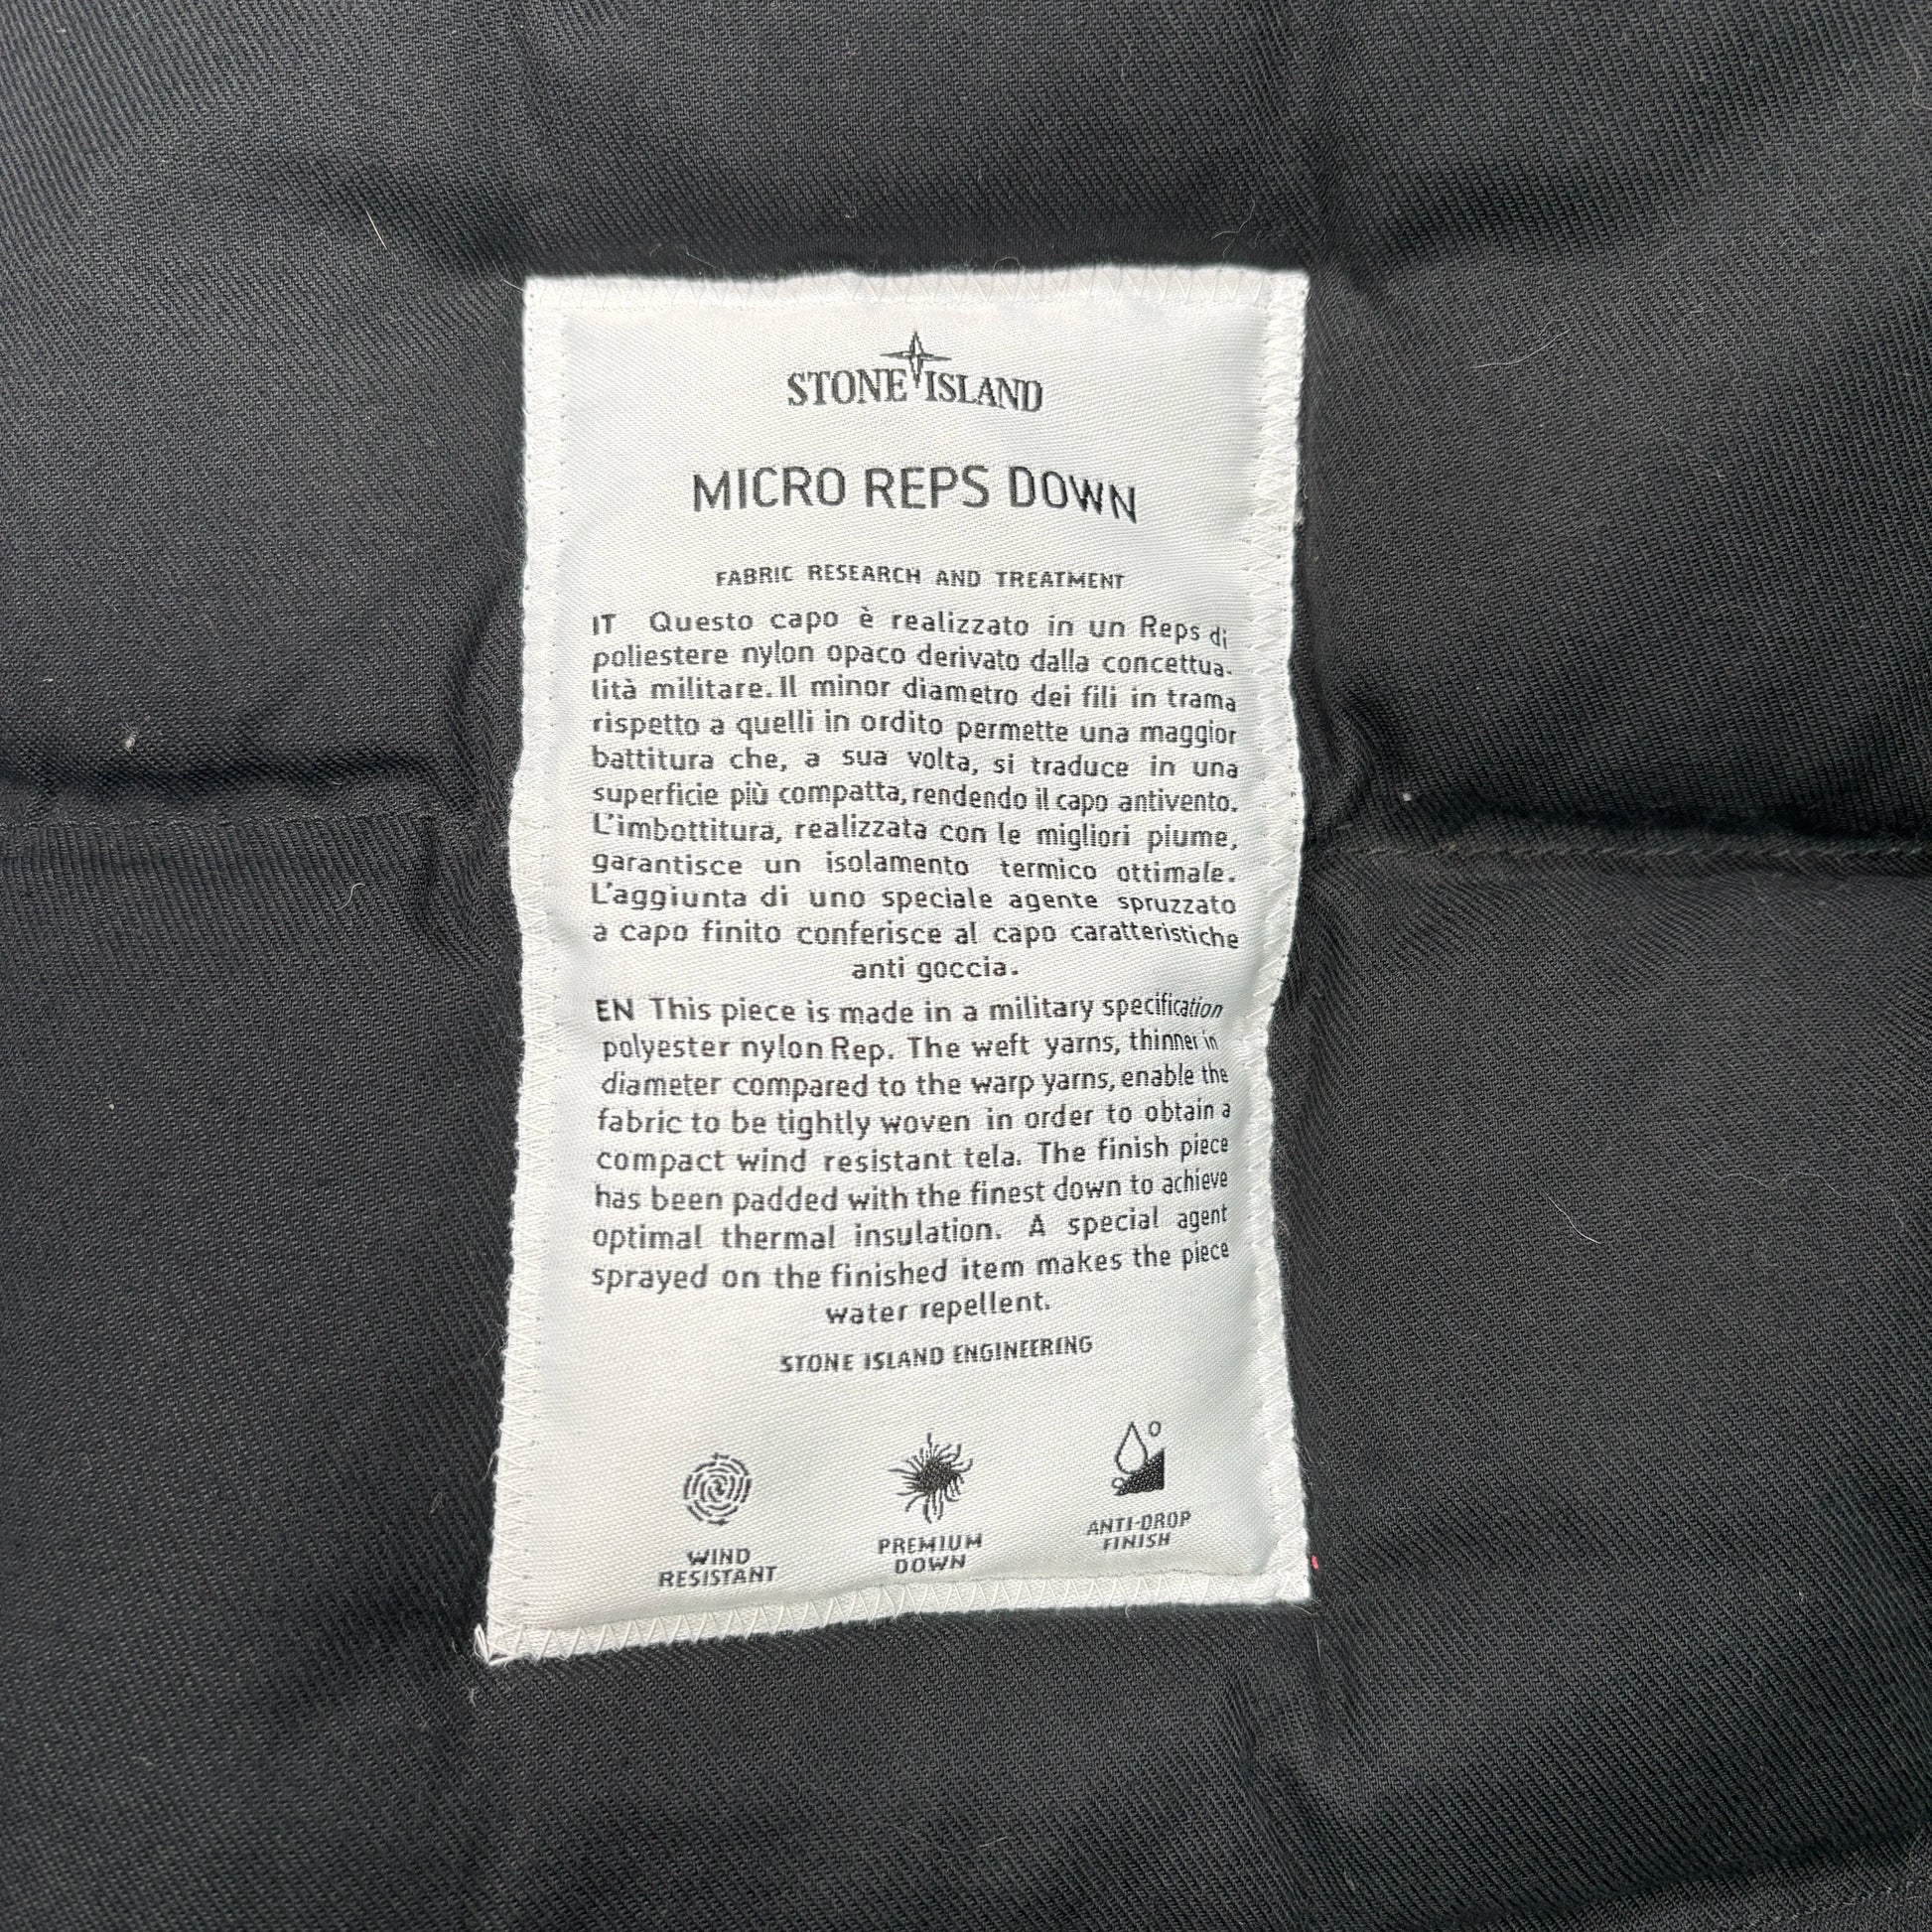 STONE ISLAND
MICRO REPS DOWN
FABRIC RESEARCH AND TREATMENT
IT Questo capo è realizzato in un Reps di
poliestere nylon opaco derivato dalla concettua-
lità militare. Il minor diametro dei fili in trama
rispetto a quelli in ordito permette una maggior
battitura che, a sua volta, si traduce in una
superficie più compatta, rendendo il capo antivento.
L'imbottitura, realizzata con le migliori piume,
garantisce un isolamento termico ottimale.
L'aggiunta di uno speciale agente spruzzato
a capo finito conferisce al capo caratteristiche
anti goccia.
EN This piece is made in a military specification
polyester nylon Rep. The weft yarns, thinner in
diameter compared to the warp yarns, enable the
fabric to be tightly woven in order to obtain a
compact wind resistant tela. The finish piece
has been padded with the finest down to achieve
optimal thermal insulation. A special agent
sprayed on the finished item makes the piece
water repellent.
STONE ISLAND ENGINEERING
WIND
RESISTANT
PREMIUM
DOWN
ANTI-DROP
FINISH